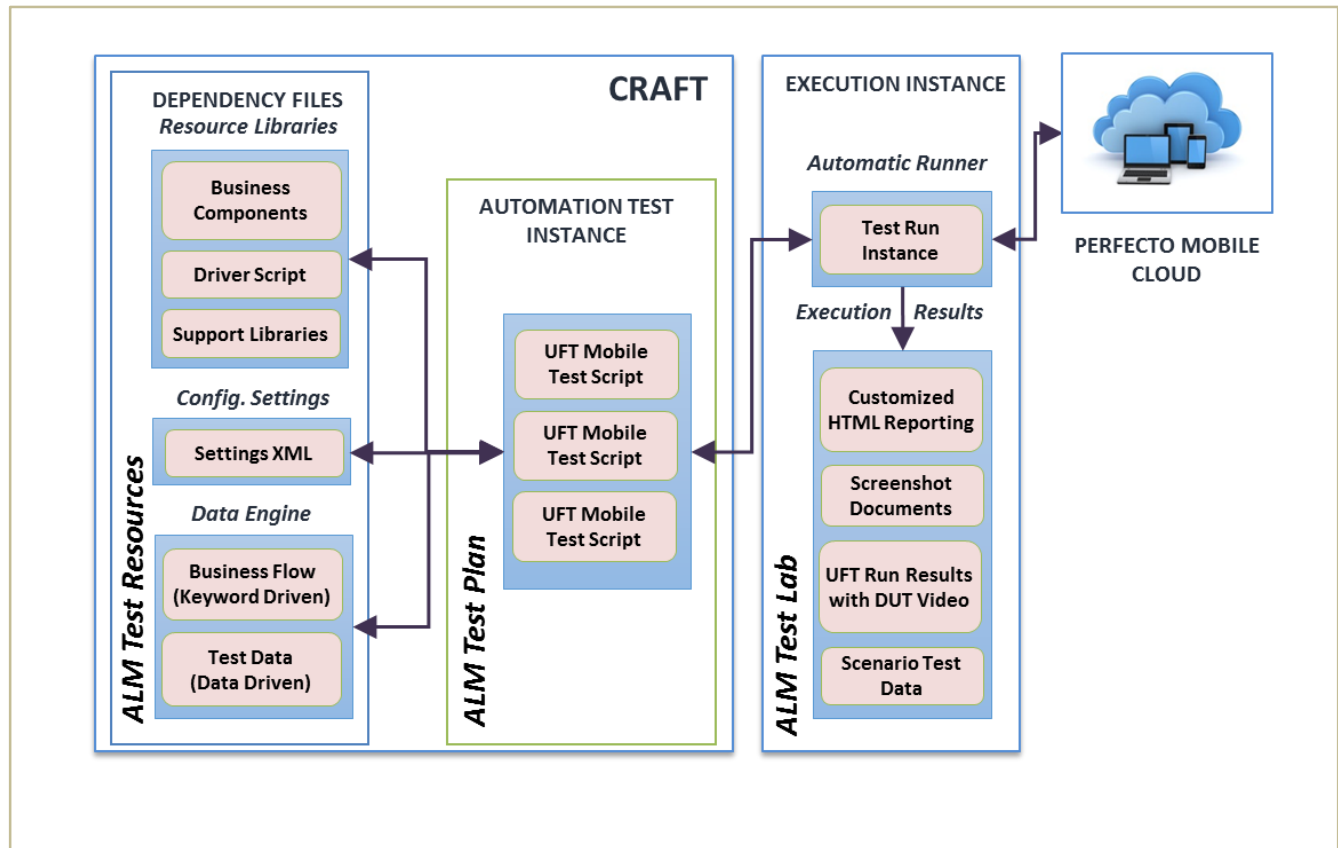 CRAFT
DEPENDENCY FILES
Resource Libraries
Business
Components
Driver Script
Support Libraries
Config. Settings
Settings XML
Data Engine
Business Flow
(Keyword Driven)
Test Data
(Data Driven)
ALM Test Resources
AUTOMATION TEST
INSTANCE
UFT Mobile
Test Script
UFT Mobile
Test Script
UFT Mobile
Test Script
ALM Test Plan
EXECUTION INSTANCE
Automatic Runner
Test Run
Instance
Execution Results
Customized
HTML Reporting
Screenshot
Documents
UFT Run Results
with DUT Video
Scenario Test
Data
ALM Test Lab
PERFECTO MOBILE
CLOUD